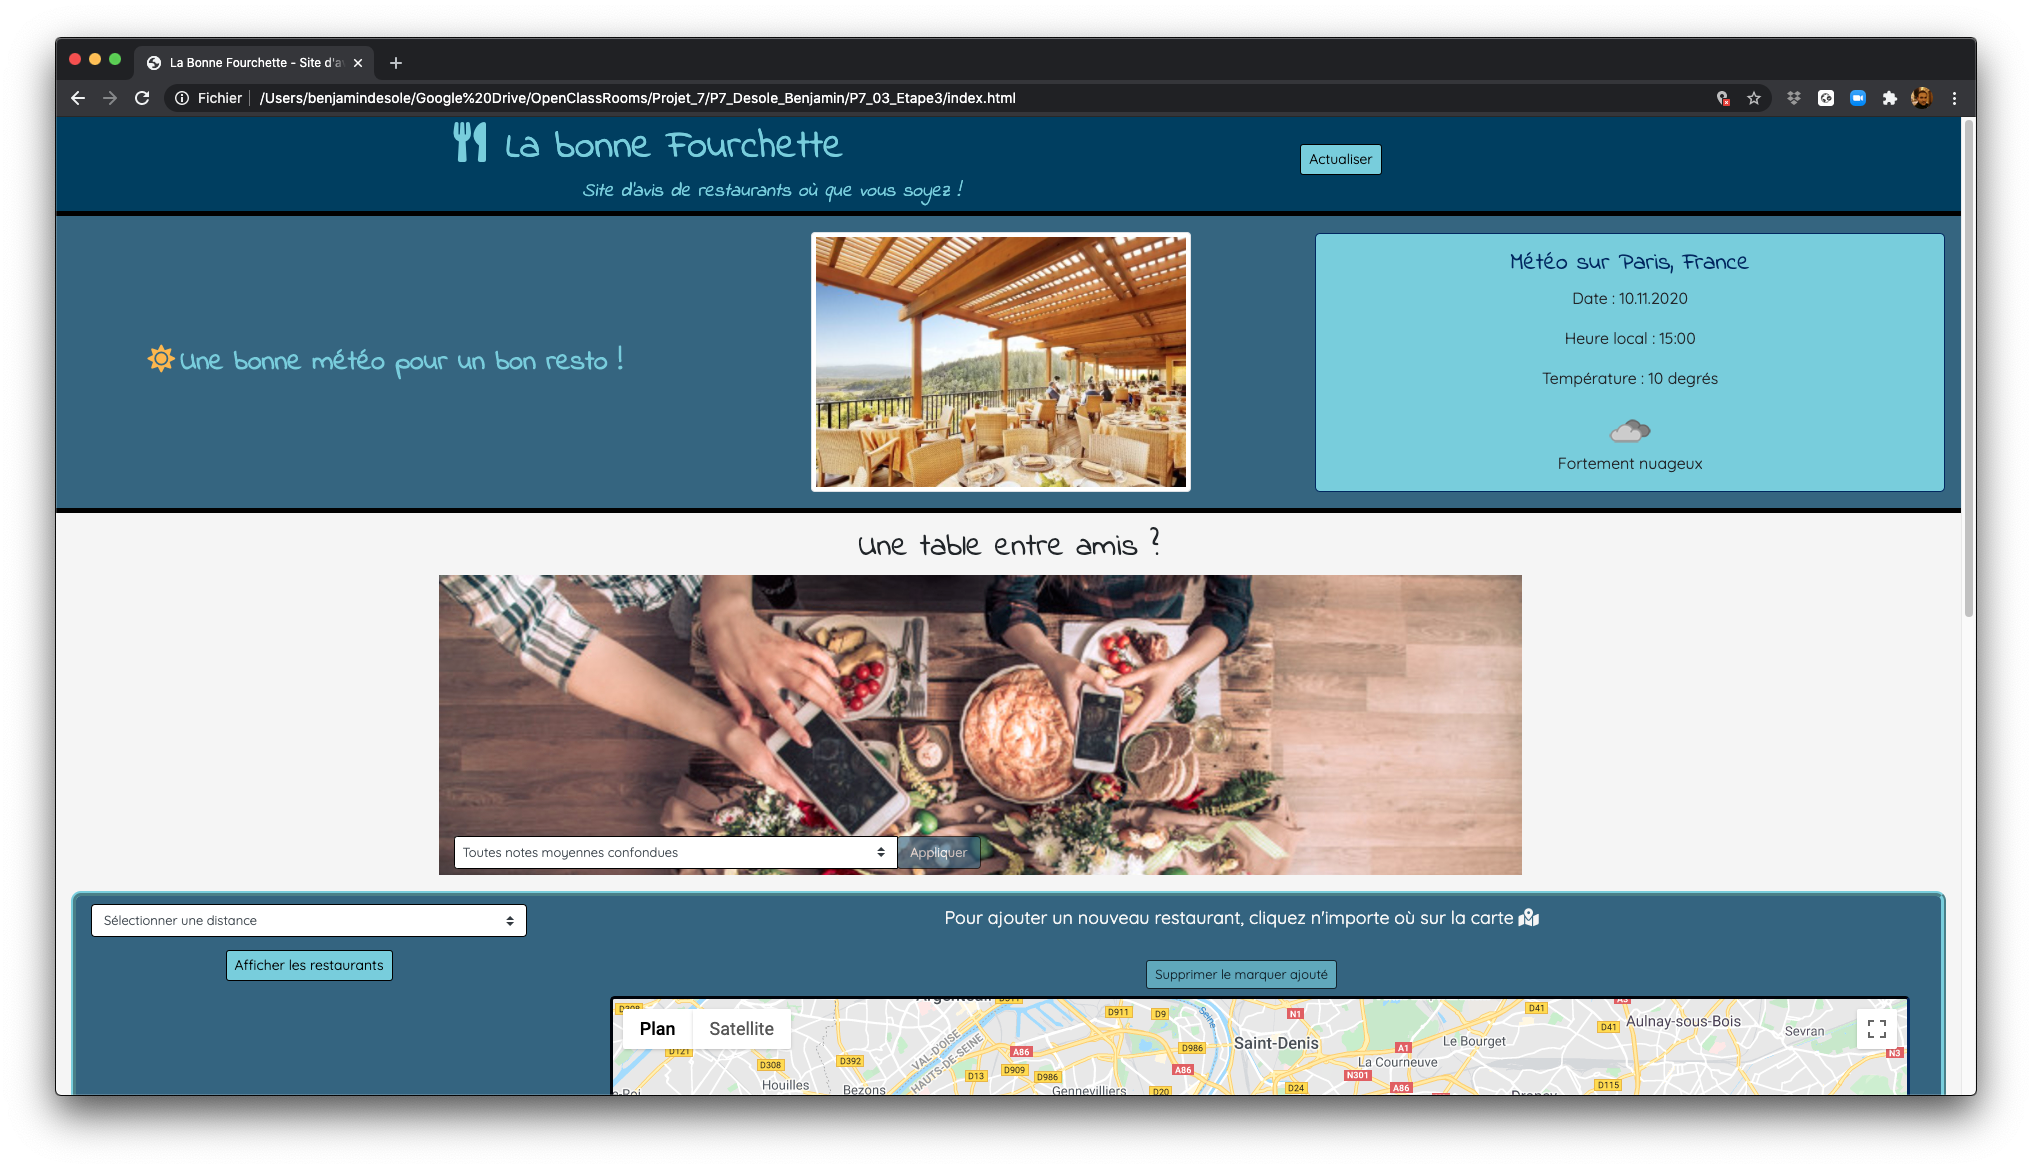 La Bonne Fourchette - Site d'a
Fichier /Users/benjamindesole/Google%20Drive/OpenClassRooms/Projet_7/P7_Desole_Benjamin/P7_03_Etape3/index.html
La bonne Fourchette
Site d'avis de restaurants où que vous soyez !
Actualiser
Une bonne météo pour un bon resto !
Météo sur Paris, France
Date : 10.11.2020
Heure local : 15:00
Température : 10 degrés
Fortement nuageux
Une table entre amis ?
Toutes notes moyennes confondues
Appliquer
Sélectionner une distance
Afficher les restaurants
Pour ajouter un nouveau restaurant, cliquez n'importe où sur la carte
Supprimer le marquer ajouté
Plan Satellite
D911 D9 N1 D41
D41 Aulnay-sous-Bois
Seine
Sevran
Saint-Denis
Le Bourget
VAL-D'OISE
HAUTS-DE-SEINE
D121 D392 A86 D986 A1 N3
D308 D909 La Courneuve
D13 D986 A86 N301
Houilles Bezons Gennevilliers D20 D24 A86 D115